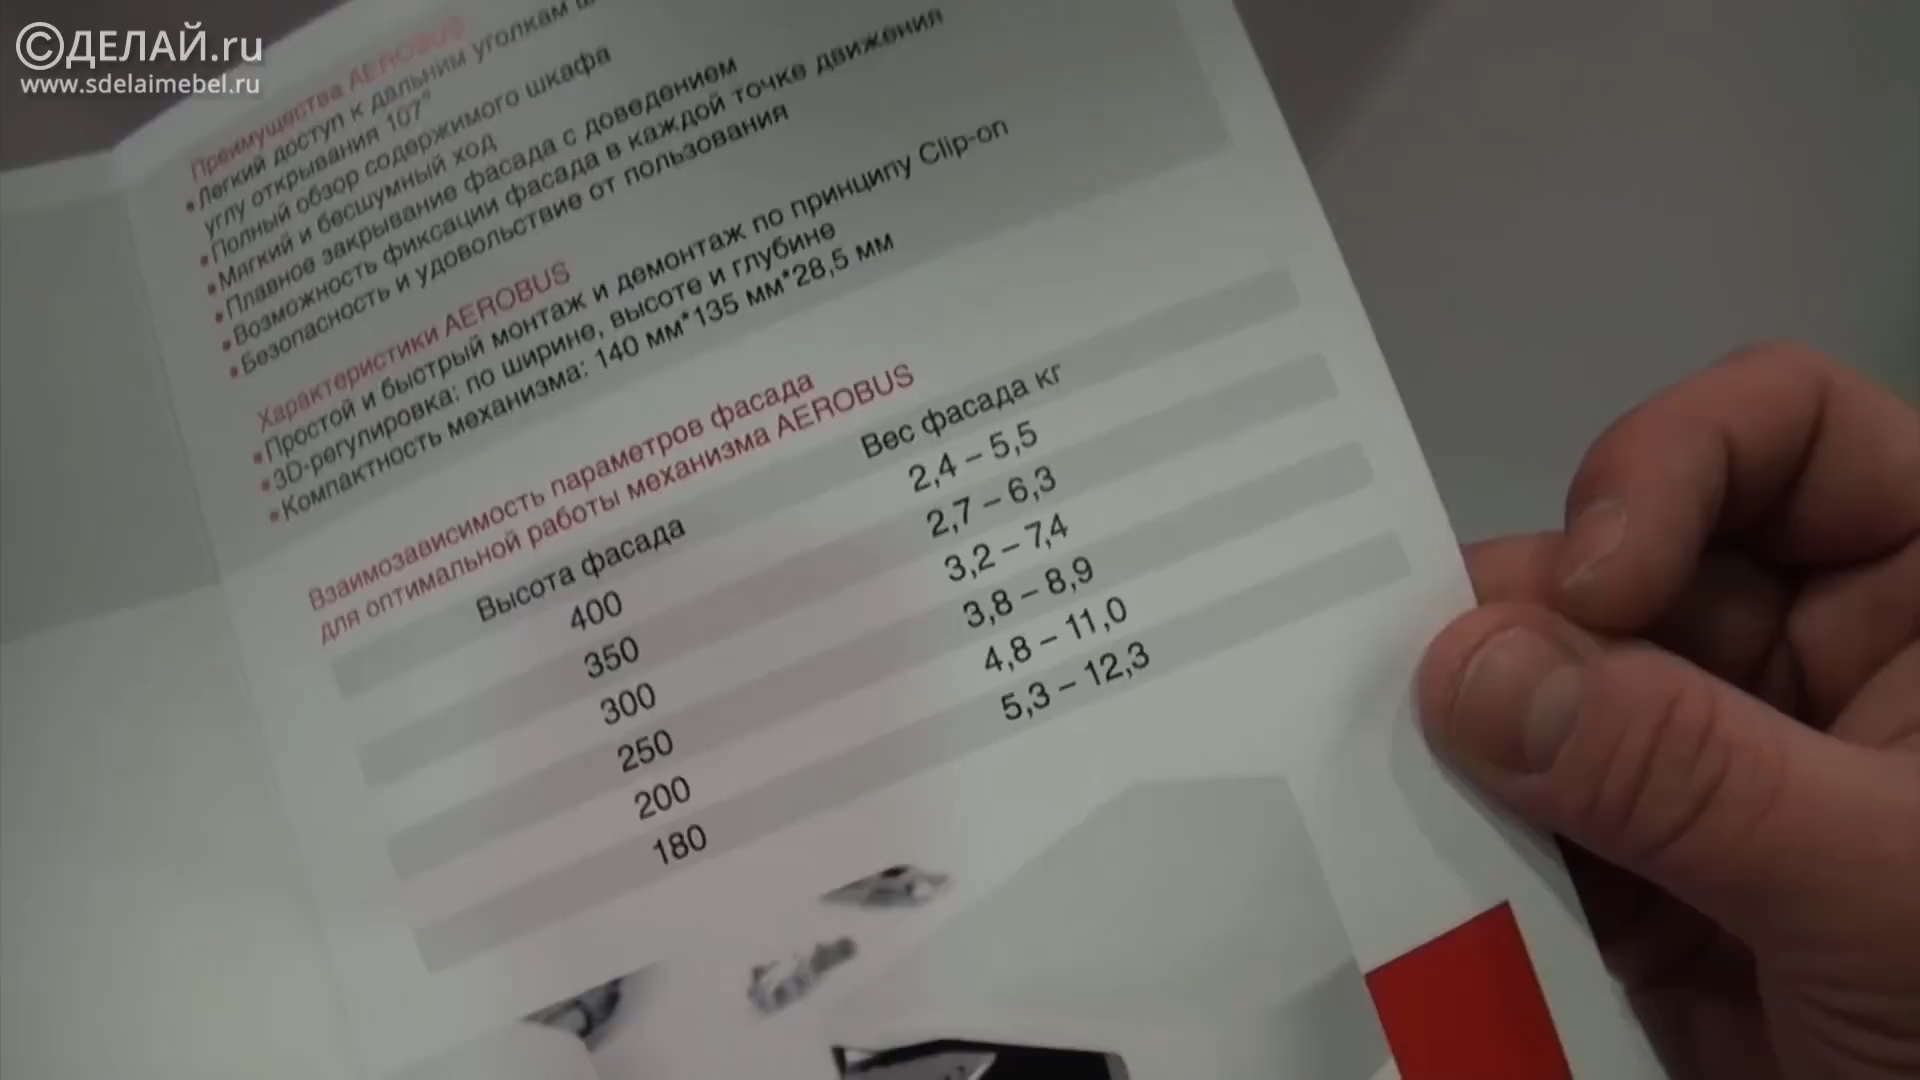 ©ДЕЛАЙ.ru
www.sdelaimebel.ru
Преимущества AEROBUS
•Легкий доступ к дальним уголкам
углу открывания 107°
•Полный обзор содержимого шкафа
•Мягкий и бесшумный ход
•Плавное закрывание фасада с доведением
•Возможность фиксации фасада в каждой точке движения
•Безопасность и удовольствие от пользования
Характеристики AEROBUS
•Простой и быстрый монтаж и демонтаж по принципу Clip-on
•3D-регулировка: по ширине, высоте и глубине
•Компактность механизма: 140 мм*135 мм*28,5 мм
Взаимозависимость параметров фасада
для оптимальной работы механизма AEROBUS
Высота фасада Вес фасада кг
400 2,4 – 5,5
350 2,7 – 6,3
300 3,2 – 7,4
250 3,8 – 8,9
200 4,8 – 11,0
180 5,3 – 12,3